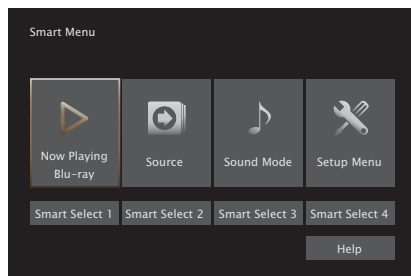 Smart Menu
Now Playing
Blu-ray
Source
Sound Mode
Setup Menu
Smart Select 1
Smart Select 2
Smart Select 3
Smart Select 4
Help